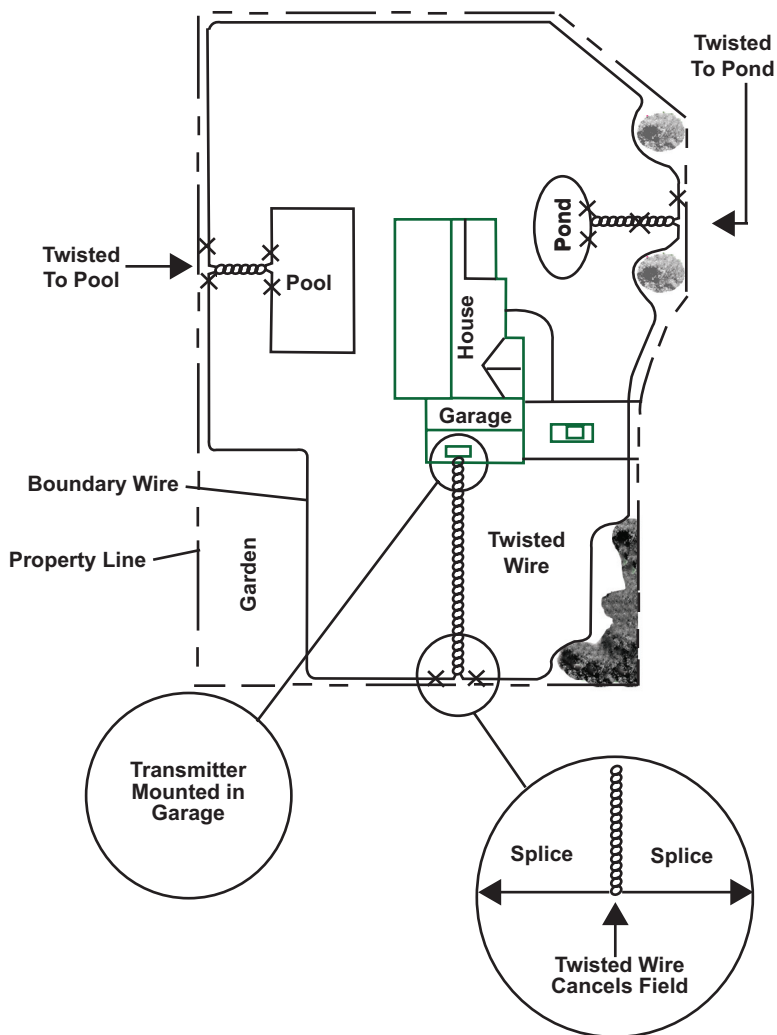 Twisted
To Pond
Twisted
To Pool
Pool
Pond
House
Garage
Boundary Wire
Property Line
Garden
Twisted
Wire
Transmitter
Mounted in
Garage
Splice
Splice
Twisted Wire
Cancels Field